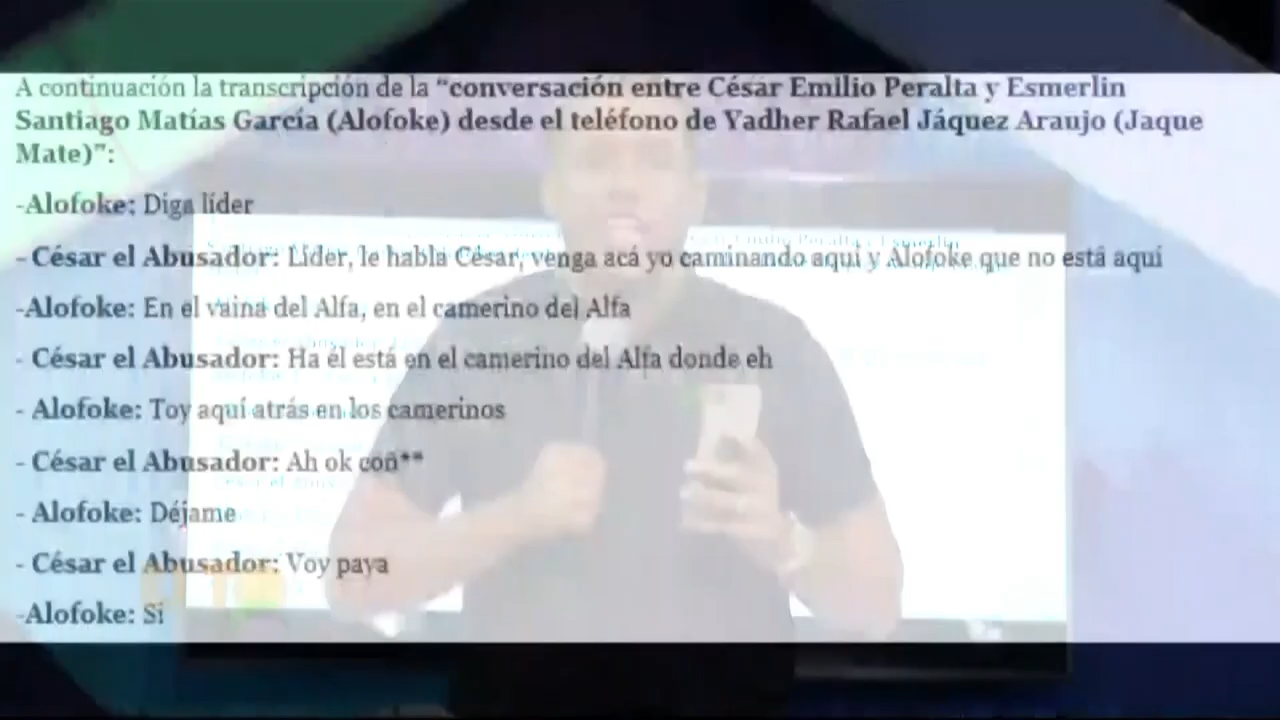 A continuación la transcripción de la “conversación entre César Emilio Peralta y Esmerlin
Santiago Matías García (Alofoke) desde el teléfono de Yadher Rafael Jáquez Araujo (Jaque
Mate)”:
-Alofoke: Diga líder
- César el Abusador: Líder, le habla César, venga acá yo caminando aquí y Alofoke que no está aquí
-Alofoke: En el vaina del Alfa, en el camerino del Alfa
- César el Abusador: Ha él está en el camerino del Alfa donde eh
- Alofoke: Toy aquí atrás en los camerinos
- César el Abusador: Ah ok coñ**
- Alofoke: Déjame
- César el Abusador: Voy paya
-Alofoke: Si